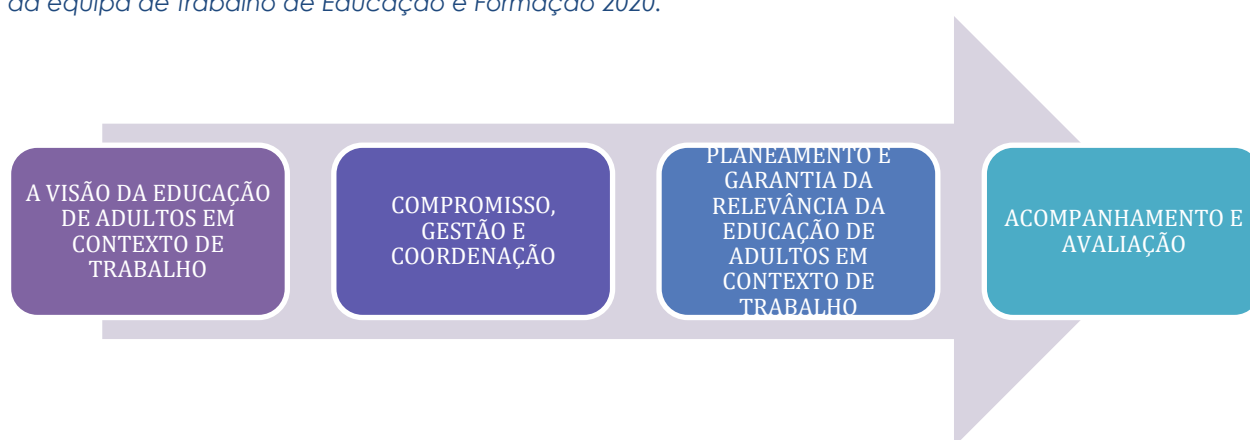 da equipa de Trabalho de Educação e Formação 2020.
A VISÃO DA EDUCAÇÃO
DE ADULTOS EM
CONTEXTO DE
TRABALHO
COMPROMISSO,
GESTÃO E
COORDENAÇÃO
PLANEAMENTO E
GARANTIA DA
RELEVÂNCIA DA
EDUCAÇÃO DE
ADULTOS EM
CONTEXTO DE
TRABALHO
ACOMPANHAMENTO E
AVALIAÇÃO